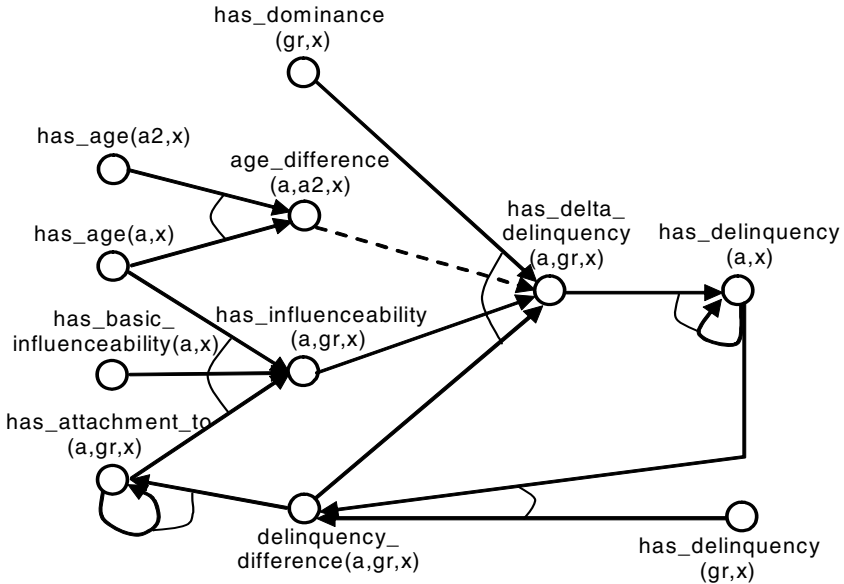 has_dominance
(gr,x)
has_age(a2,x)
age_difference
(a,a2,x)
has_age(a,x)
has_delta_
delinquency
(a,gr,x)
has_delinquency
(a,x)
has_basic_
influenceability(a,x)
has_influenceability
(a,gr,x)
has_attachment_to
(a,gr,x)
delinquency_
difference(a,gr,x)
has_delinquency
(gr,x)